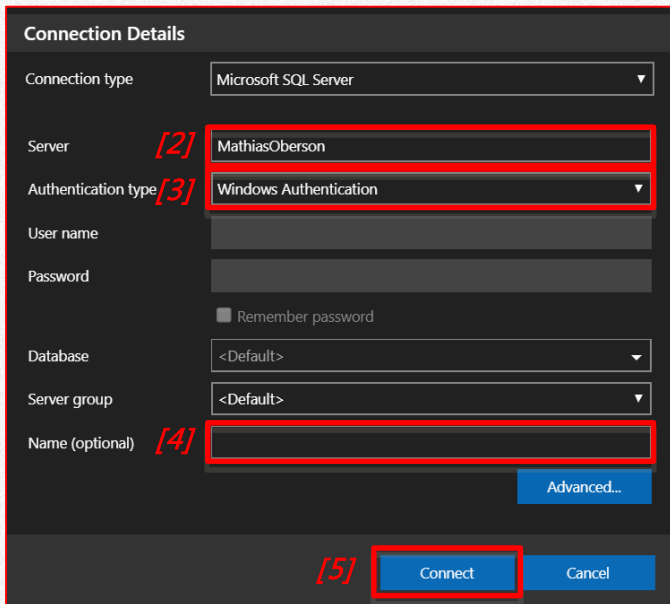 Connection Details
Connection type Microsoft SQL Server
Server [2] MathiasOberson
Authentication type [3] Windows Authentication
User name
Password
Remember password
Database <Default>
Server group <Default>
Name (optional) [4]
Advanced...
[5] Connect Cancel